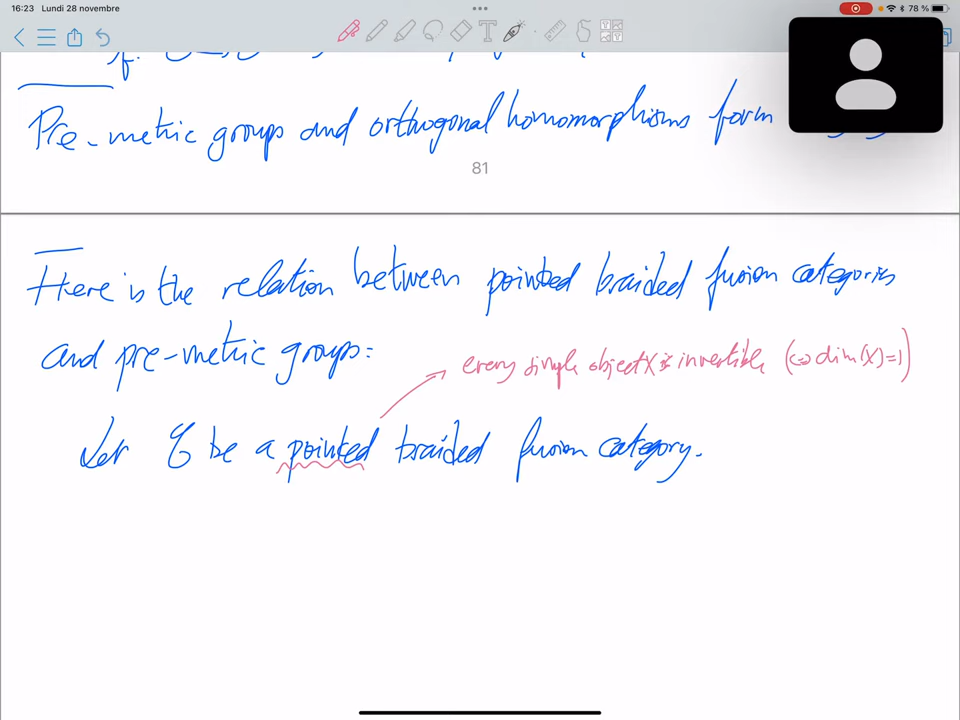 16:23 Lundi 28 novembre
78 %
Pre-metric groups and orthogonal homomorphisms form
81
Here is the relation between pointed braided fusion categories
and pre-metric groups:
every simple object X is invertible (<=> dim(X)=1)
Let C be a pointed braided fusion category.